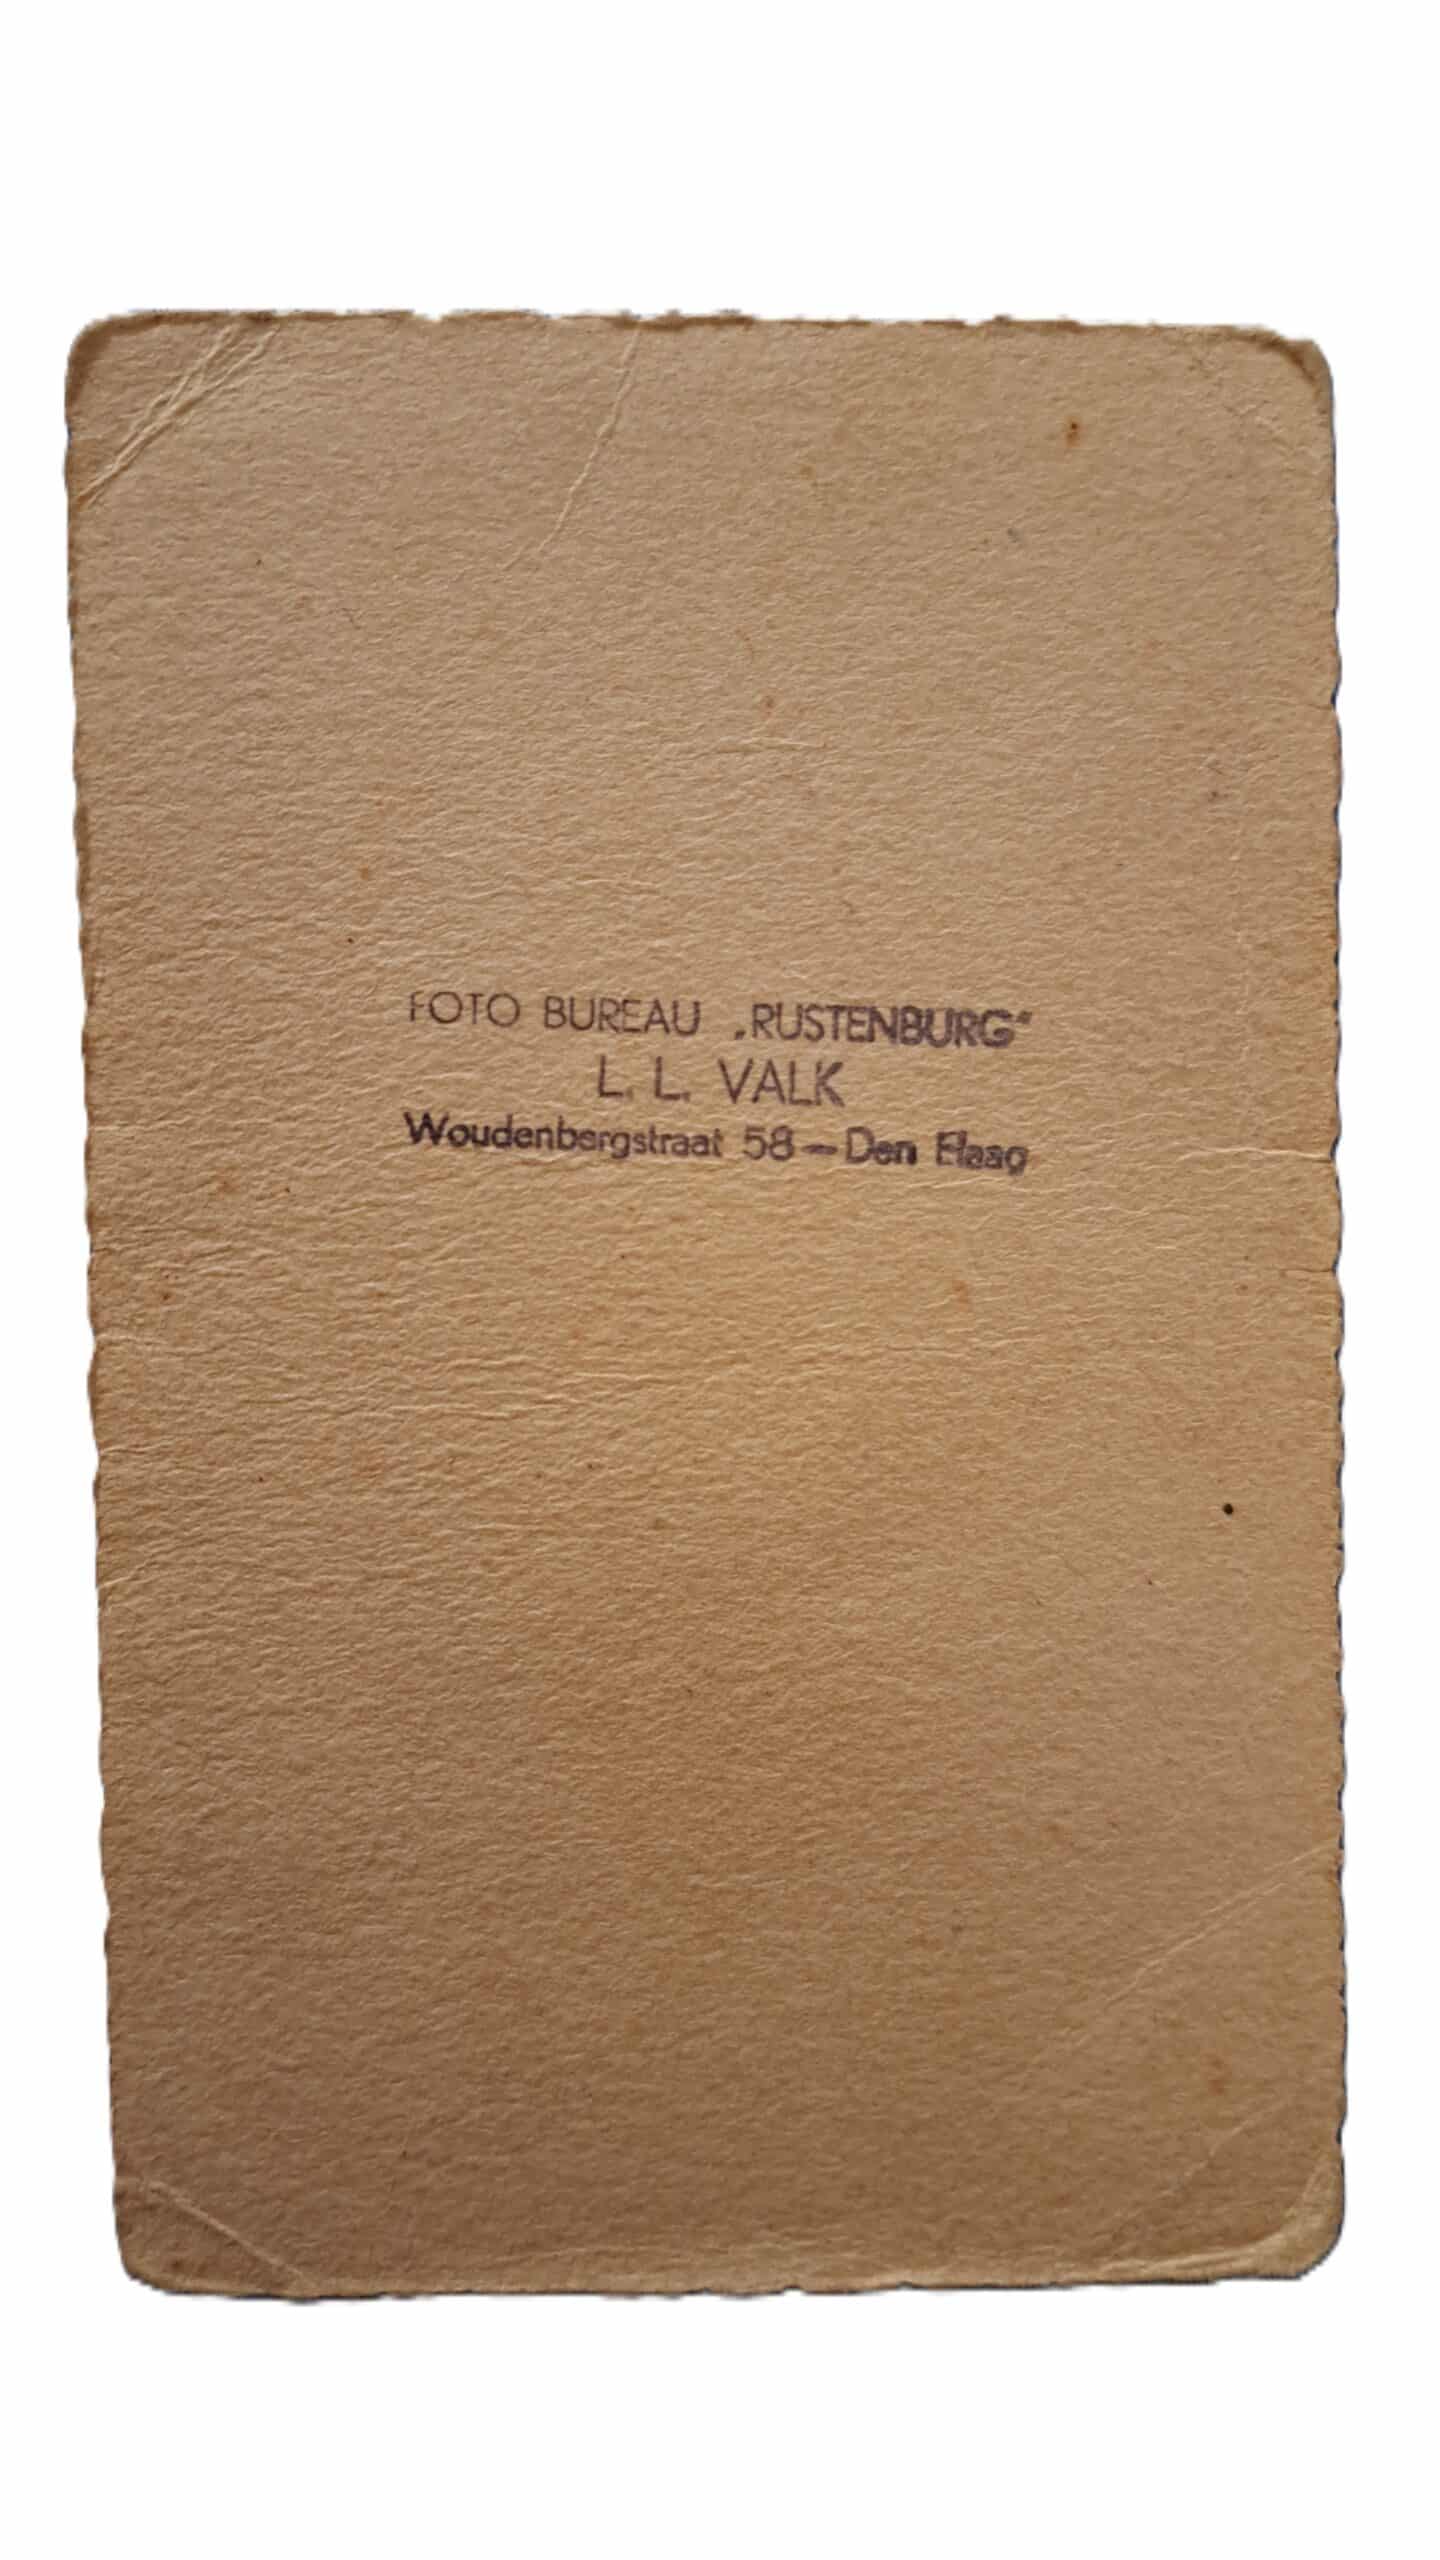 FOTO BUREAU „RUSTENBURG"
L. L. VALK
Woudenbergstraat 58 — Den Haag